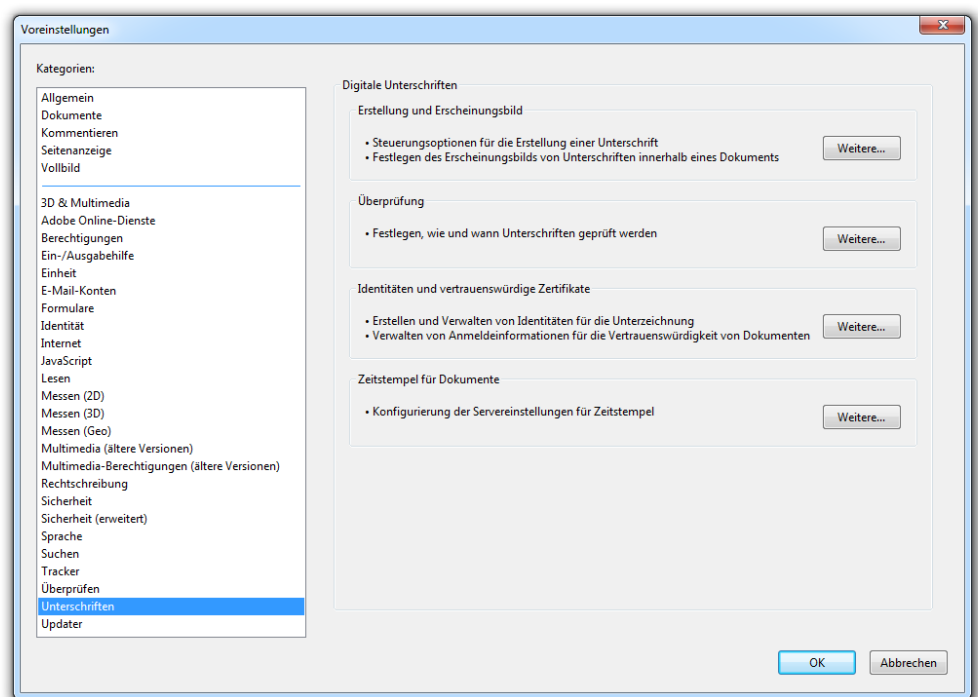 Voreinstellungen
Kategorien:
Allgemein
Dokumente
Kommentieren
Seitenanzeige
Vollbild
3D & Multimedia
Adobe Online-Dienste
Berechtigungen
Ein-/Ausgabehilfe
Einheit
E-Mail-Konten
Formulare
Identität
Internet
JavaScript
Lesen
Messen (2D)
Messen (3D)
Messen (Geo)
Multimedia (ältere Versionen)
Multimedia-Berechtigungen (ältere Versionen)
Rechtschreibung
Sicherheit
Sicherheit (erweitert)
Sprache
Suchen
Tracker
Überprüfen
Unterschriften
Updater
Digitale Unterschriften
Erstellung und Erscheinungsbild
• Steuerungsoptionen für die Erstellung einer Unterschrift
• Festlegen des Erscheinungsbilds von Unterschriften innerhalb eines Dokuments
Weitere...
Überprüfung
• Festlegen, wie und wann Unterschriften geprüft werden
Weitere...
Identitäten und vertrauenswürdige Zertifikate
• Erstellen und Verwalten von Identitäten für die Unterzeichnung
• Verwalten von Anmeldeinformationen für die Vertrauenswürdigkeit von Dokumenten
Weitere...
Zeitstempel für Dokumente
• Konfigurierung der Servereinstellungen für Zeitstempel
Weitere...
OK
Abbrechen